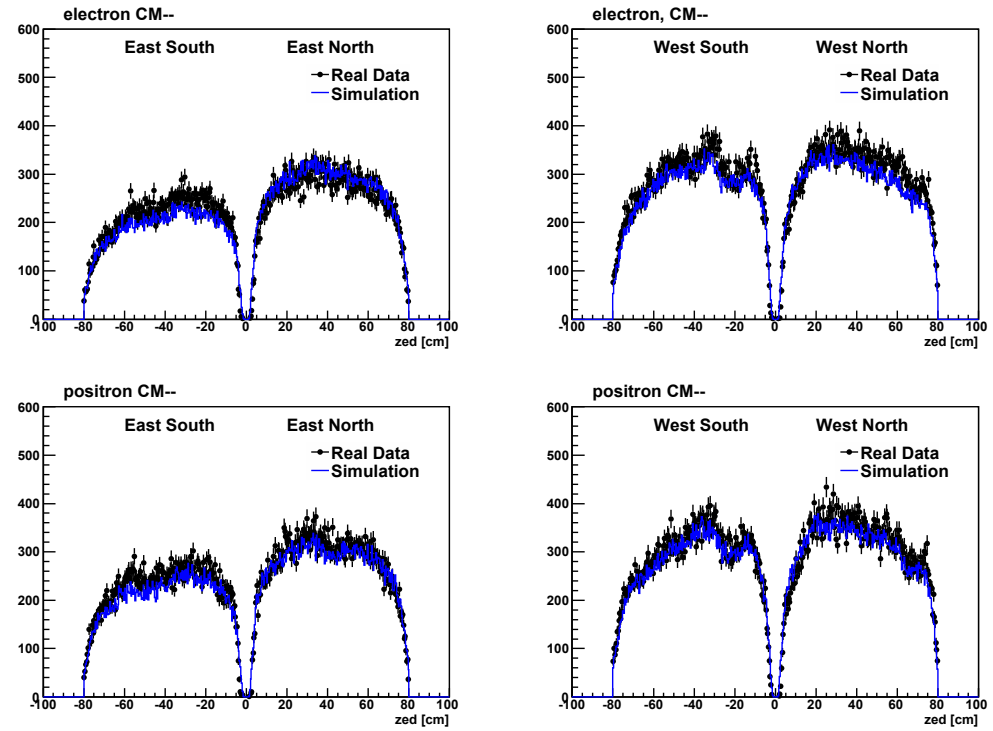 electron CM--
600
East South East North
500
Real Data
Simulation
400
300
200
100
0
-100 -80 -60 -40 -20 0 20 40 60 80 100
zed [cm]
electron, CM--
600
West South West North
500
Real Data
Simulation
400
300
200
100
0
-100 -80 -60 -40 -20 0 20 40 60 80 100
zed [cm]
positron CM--
600
East South East North
500
Real Data
Simulation
400
300
200
100
0
-100 -80 -60 -40 -20 0 20 40 60 80 100
zed [cm]
positron CM--
600
West South West North
500
Real Data
Simulation
400
300
200
100
0
-100 -80 -60 -40 -20 0 20 40 60 80 100
zed [cm]